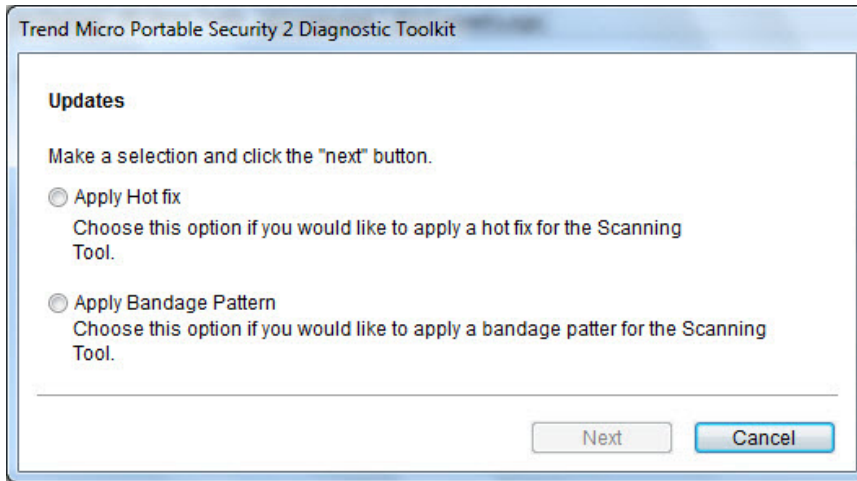 Trend Micro Portable Security 2 Diagnostic Toolkit
Updates
Make a selection and click the "next" button.
Apply Hot fix
Choose this option if you would like to apply a hot fix for the Scanning
Tool.
Apply Bandage Pattern
Choose this option if you would like to apply a bandage patter for the Scanning
Tool.
Next
Cancel